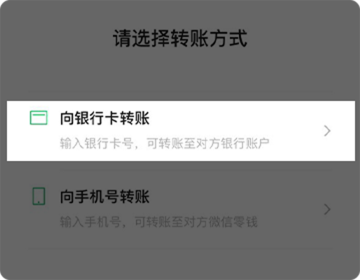 请选择转账方式
向银行卡转账
输入银行卡号，可转账至对方银行账户
向手机号转账
输入手机号，可转账至对方微信零钱